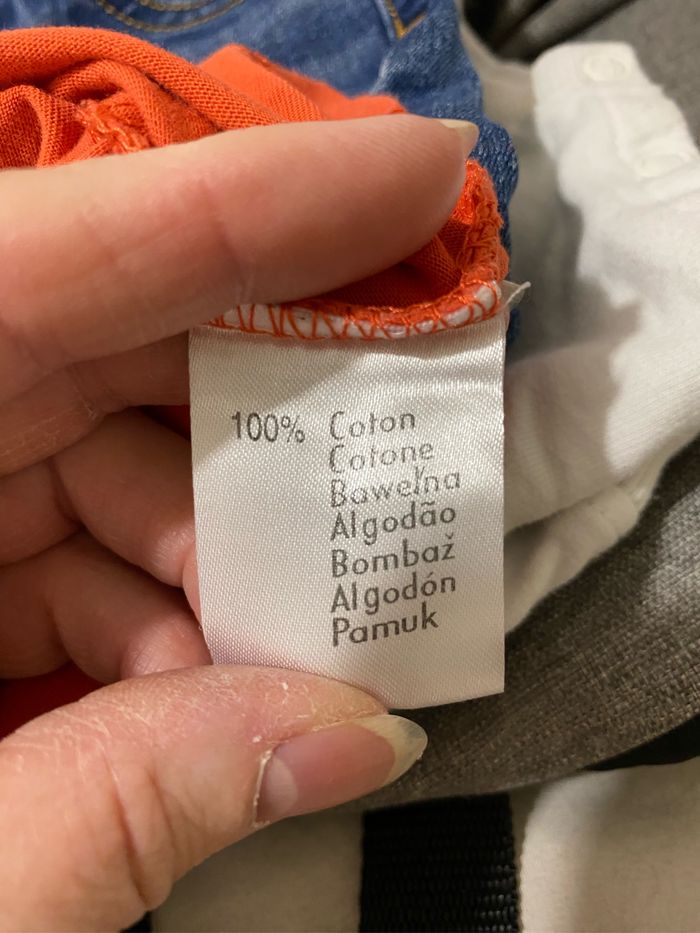 100% Coton
Cotone
Bawełna
Algodão
Bombaž
Algodón
Pamuk